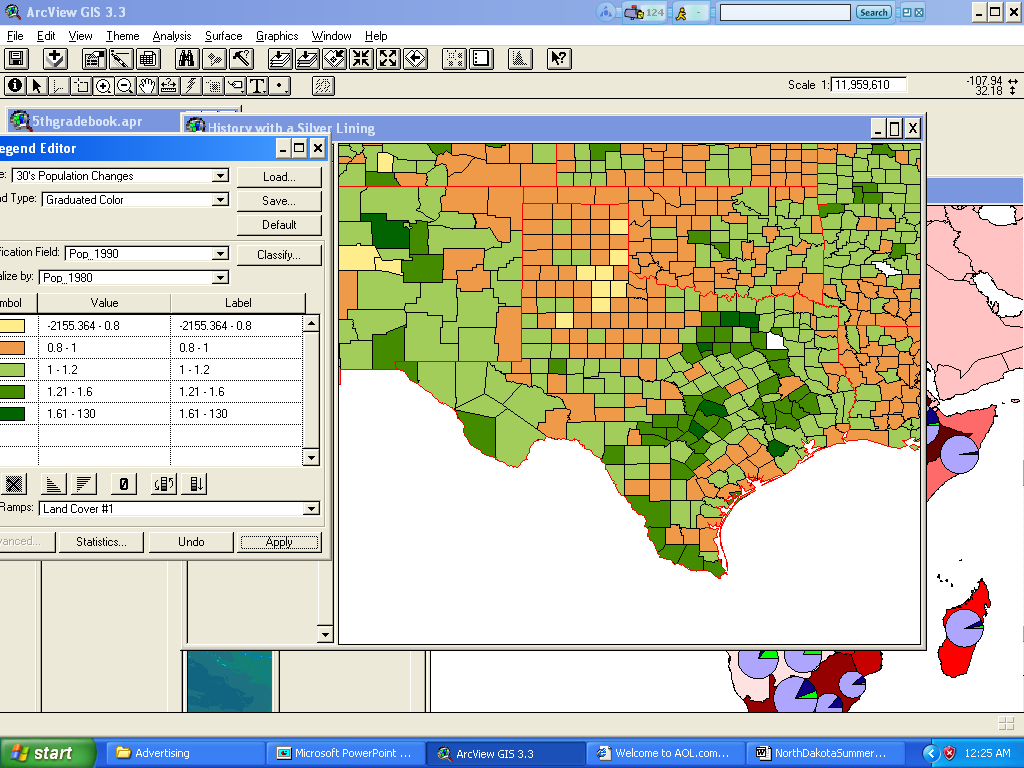 ArcView GIS 3.3
124
-
Search
File Edit View Theme Analysis Surface Graphics Window Help
Scale 1: 11,959,610
-107.94
32.18
5thgradebook.apr
History with a Silver Lining
egend Editor
e: 30's Population Changes
Load...
nd Type: Graduated Color
Save...
Default
ification Field: Pop_1990
Classify...
alize by: Pop_1980
mbol Value Label
-2155.364 - 0.8 -2155.364 - 0.8
0.8 - 1 0.8 - 1
1 - 1.2 1 - 1.2
1.21 - 1.6 1.21 - 1.6
1.61 - 130 1.61 - 130
Ramps: Land Cover #1
vanced... Statistics... Undo Apply
start Advertising Microsoft PowerPoint ... ArcView GIS 3.3 Welcome to AOL.com... NorthDakotaSummer... 12:25 AM